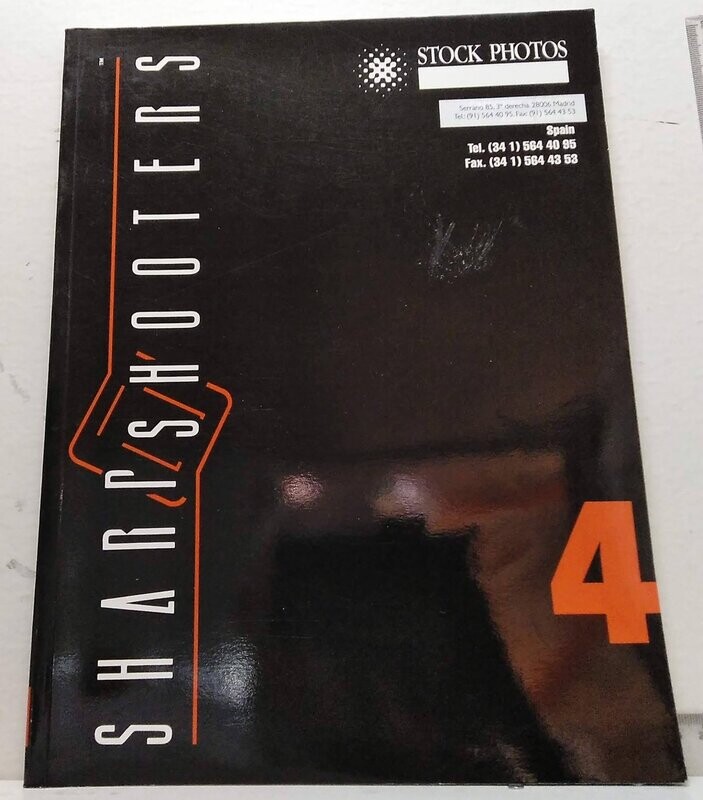 STOCK PHOTOS
Serrano 85, 3º derecha 28006 Madrid
Tel: (91) 564 40 95. Fax: (91) 564 43 53
Spain
Tel. (34 1) 564 40 95
Fax. (34 1) 564 43 53
SHARPSHOOTERS™
4